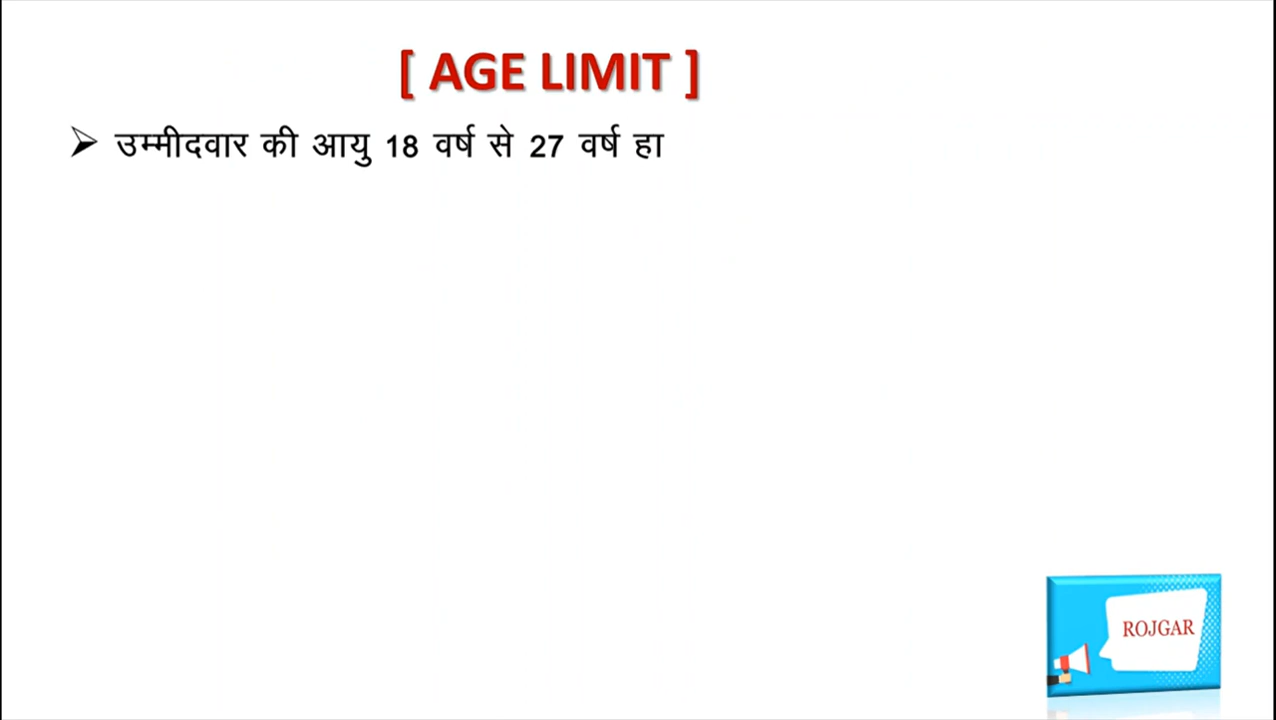 [ AGE LIMIT ]
➢ उम्मीदवार की आयु 18 वर्ष से 27 वर्ष हा
ROJGAR